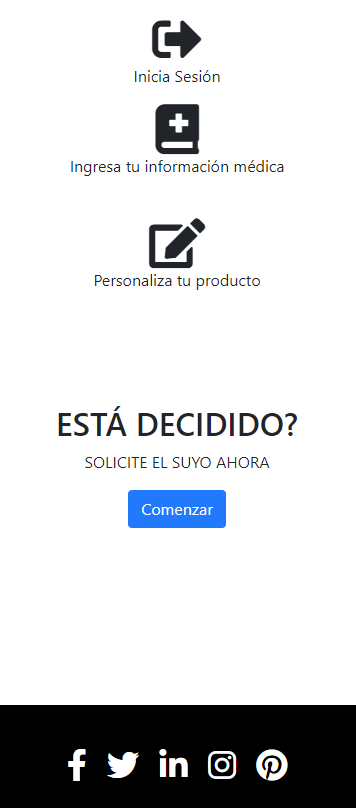 Inicia Sesión
Ingresa tu información médica
Personaliza tu producto
ESTÁ DECIDIDO?
SOLICITE EL SUYO AHORA
Comenzar